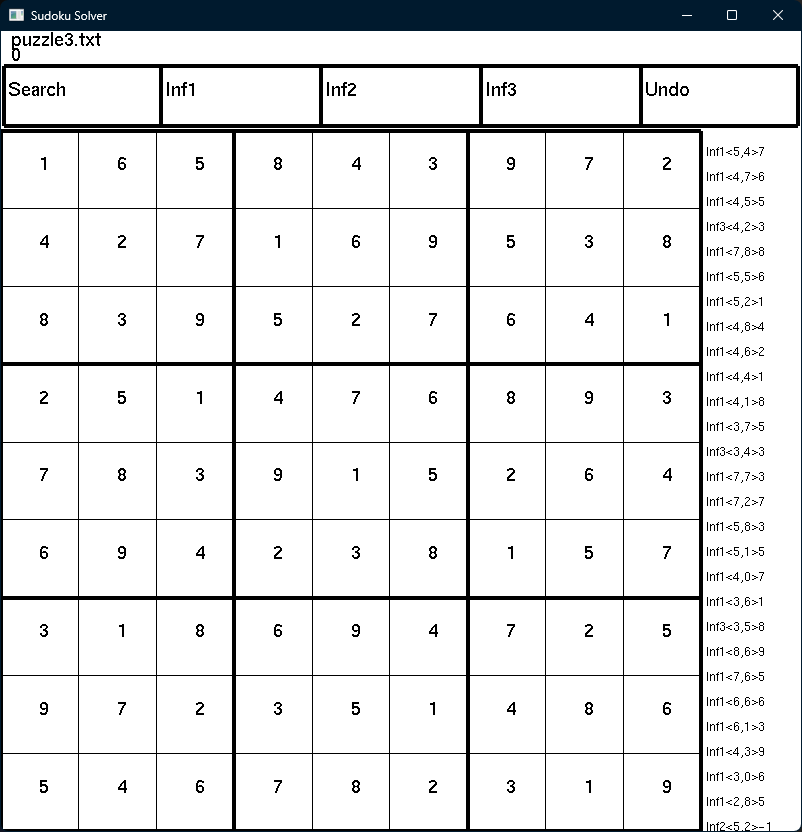 Sudoku Solver
puzzle3.txt
0
Search Inf1 Inf2 Inf3 Undo
1 6 5 8 4 3 9 7 2
4 2 7 1 6 9 5 3 8
8 3 9 5 2 7 6 4 1
2 5 1 4 7 6 8 9 3
7 8 3 9 1 5 2 6 4
6 9 4 2 3 8 1 5 7
3 1 8 6 9 4 7 2 5
9 7 2 3 5 1 4 8 6
5 4 6 7 8 2 3 1 9
Inf1<5,4>7
Inf1<4,7>6
Inf1<4,5>5
Inf3<4,2>3
Inf1<7,8>8
Inf1<5,5>6
Inf1<5,2>1
Inf1<4,8>4
Inf1<4,6>2
Inf1<4,4>1
Inf1<4,1>8
Inf1<3,7>5
Inf3<3,4>3
Inf1<7,7>3
Inf1<7,2>7
Inf1<5,8>3
Inf1<5,1>5
Inf1<4,0>7
Inf1<3,6>1
Inf3<3,5>8
Inf1<8,6>9
Inf1<7,6>5
Inf1<6,6>6
Inf1<6,1>3
Inf1<4,3>9
Inf1<3,0>6
Inf1<2,8>5
Inf2<5,2>-1